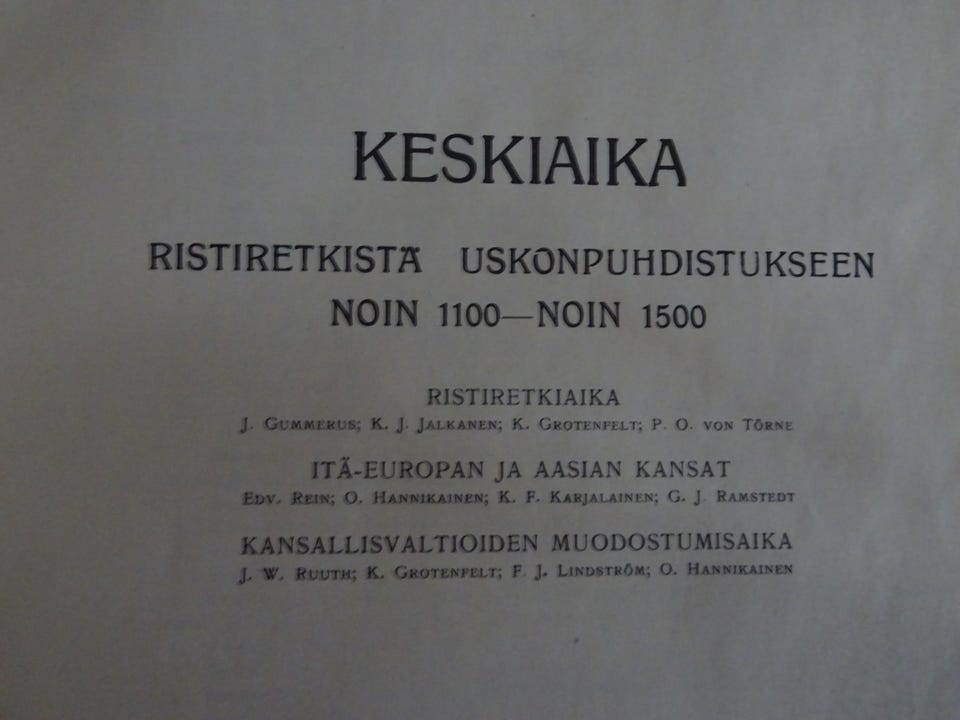 KESKIAIKA
RISTIRETKISTÄ USKONPUHDISTUKSEEN
NOIN 1100—NOIN 1500
RISTIRETKIAIKA
J. GUMMERUS; K. J. JALKANEN; K. GROTENFELT; P. O. VON TÖRNE
ITÄ-EUROPAN JA AASIAN KANSAT
EDV. REIN; O. HANNIKAINEN; K. F. KARJALAINEN; G. J. RAMSTEDT
KANSALLISVALTIOIDEN MUODOSTUMISAIKA
J. W. RUUTH; K. GROTENFELT; F. J. LINDSTRÖM; O. HANNIKAINEN